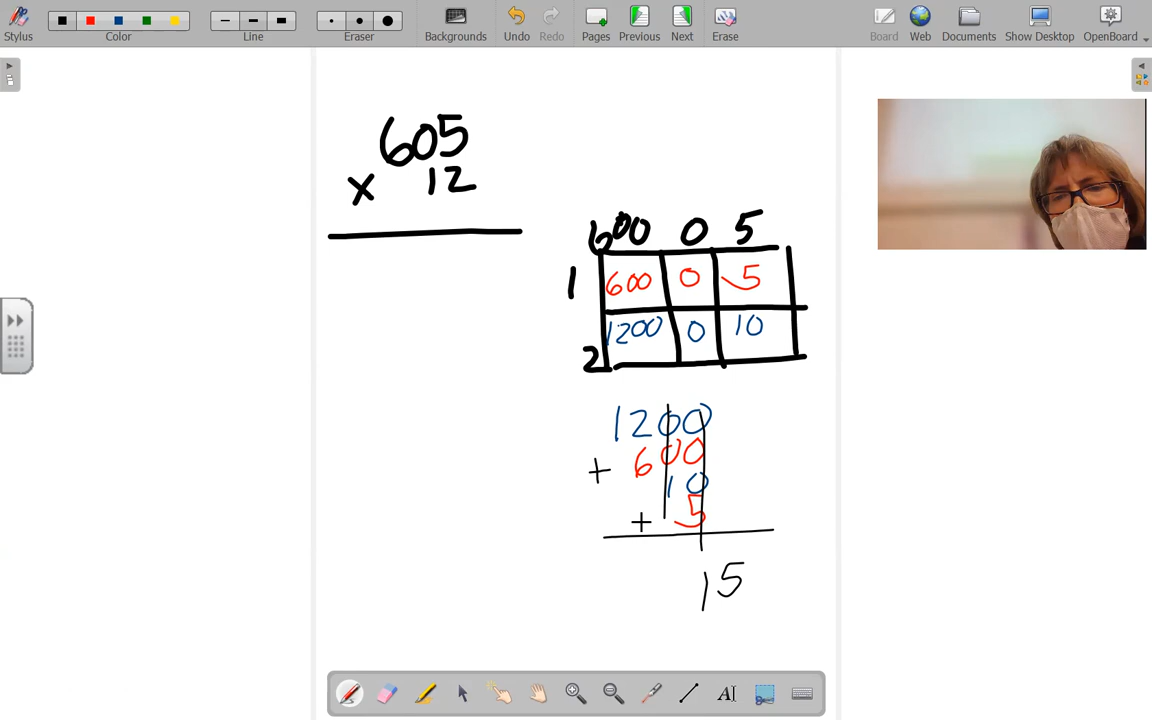 Stylus
Color
Line
Eraser
Backgrounds
Undo
Redo
Pages
Previous
Next
Erase
Board
Web
Documents
Show Desktop
OpenBoard
605
x 12
600 0 5
1 600 0 5
2 1200 0 10
1200
+ 600
10
+ 5
15